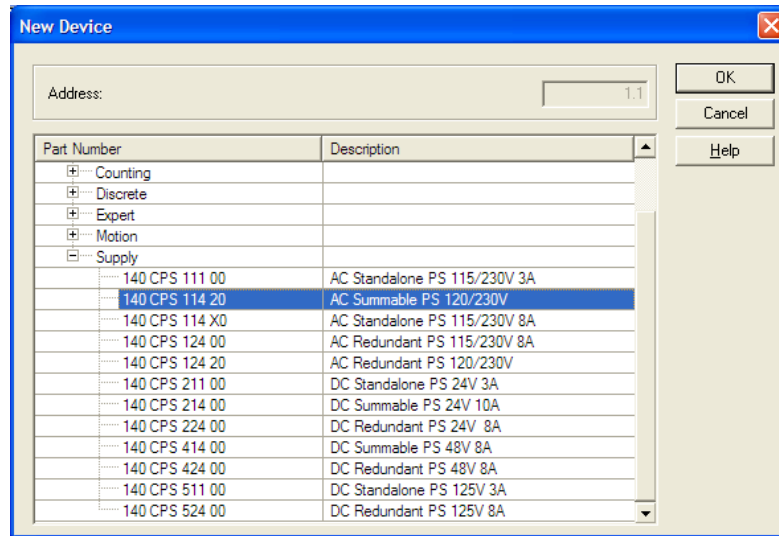 New Device
Address: 1.1
OK
Cancel
Help
Part Number Description
Counting
Discrete
Expert
Motion
Supply
140 CPS 111 00 AC Standalone PS 115/230V 3A
140 CPS 114 20 AC Summable PS 120/230V
140 CPS 114 X0 AC Standalone PS 115/230V 8A
140 CPS 124 00 AC Redundant PS 115/230V 8A
140 CPS 124 20 AC Redundant PS 120/230V
140 CPS 211 00 DC Standalone PS 24V 3A
140 CPS 214 00 DC Summable PS 24V 10A
140 CPS 224 00 DC Redundant PS 24V 8A
140 CPS 414 00 DC Summable PS 48V 8A
140 CPS 424 00 DC Redundant PS 48V 8A
140 CPS 511 00 DC Standalone PS 125V 3A
140 CPS 524 00 DC Redundant PS 125V 8A